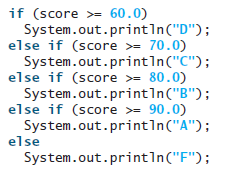 if (score >= 60.0)
  System.out.println("D");
else if (score >= 70.0)
  System.out.println("C");
else if (score >= 80.0)
  System.out.println("B");
else if (score >= 90.0)
  System.out.println("A");
else
  System.out.println("F");